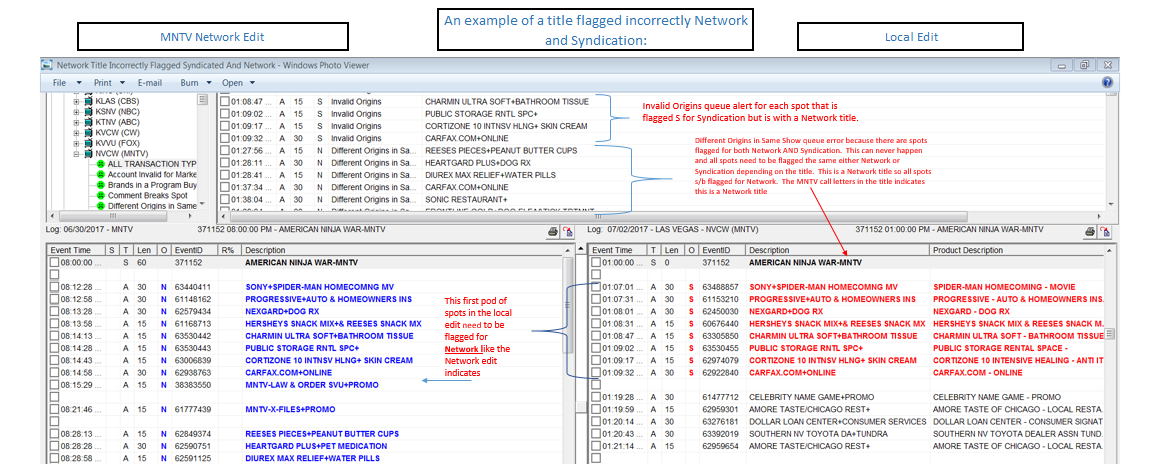 MNTV Network Edit
An example of a title flagged incorrectly Network
and Syndication:
Local Edit
Network Title Incorrectly Flagged Syndicated And Network - Windows Photo Viewer
File Print E-mail Burn Open
KLAS (CBS)
KSNV (NBC)
KTNV (ABC)
KVCW (CW)
KVVU (FOX)
NVCW (MNTV)
ALL TRANSACTION TYP
Account Invalid for Marke
Brands in a Program Buy
Comment Breaks Spot
Different Origins in Same
01:08:47 ... A 15 S Invalid Origins CHARMIN ULTRA SOFT+BATHROOM TISSUE
01:09:02 ... A 15 S Invalid Origins PUBLIC STORAGE RNTL SPC+
01:09:17 ... A 15 S Invalid Origins CORTIZONE 10 INTNSV HLNG+ SKIN CREAM
01:09:32 A 30 S Invalid Origins CARFAX.COM+ONLINE
01:27:56 ... A 15 N Different Origins in Sa... REESES PIECES+PEANUT BUTTER CUPS
01:28:11 ... A 30 N Different Origins in Sa... HEARTGARD PLUS+DOG RX
01:28:41 ... A 15 N Different Origins in Sa... DIUREX MAX RELIEF+WATER PILLS
01:37:34 ... A 30 N Different Origins in Sa... CARFAX.COM+ONLINE
01:38:04 ... A 30 N Different Origins in Sa... SONIC RESTAURANT+
Invalid Origins queue alert for each spot that is
flagged S for Syndication but is with a Network title.
Different Origins in Same Show queue error because there are spots
flagged for both Network AND Syndication. This can never happen
and all spots need to be flagged the same either Network or
Syndication depending on the title. This is a Network title so all spots
s/b flagged for Network. The MNTV call letters in the title indicates
this is a Network title
Log: 06/30/2017 - MNTV 371152 08:00:00 PM - AMERICAN NINJA WAR-MNTV
Event Time S T Len O EventID R% Description
08:00:00 ... S 60 371152 AMERICAN NINJA WAR-MNTV
08:12:28 ... A 30 N 63440411 SONY+SPIDER-MAN HOMECOMNG MV
08:12:58 ... A 30 N 61148162 PROGRESSIVE+AUTO & HOMEOWNERS INS
08:13:28 ... A 30 N 62579434 NEXGARD+DOG RX
08:13:58 ... A 15 N 61168713 HERSHEYS SNACK MIX+& REESES SNACK MX
08:14:13 ... A 15 N 63530442 CHARMIN ULTRA SOFT+BATHROOM TISSUE
08:14:28 ... A 15 N 63530443 PUBLIC STORAGE RNTL SPC+
08:14:43 ... A 15 N 63006839 CORTIZONE 10 INTNSV HLNG+ SKIN CREAM
08:14:58 ... A 30 N 62938763 CARFAX.COM+ONLINE
08:15:29 ... A 15 N 38383550 MNTV-LAW & ORDER SVU+PROMO
08:21:46 ... A 15 N 61777439 MNTV-X-FILES+PROMO
08:28:13 ... A 15 N 62849374 REESES PIECES+PEANUT BUTTER CUPS
08:28:28 ... A 30 N 62590751 HEARTGARD PLUS+PET MEDICATION
08:28:58 ... A 15 N 62591125 DIUREX MAX RELIEF+WATER PILLS
This first pod of
spots in the local
edit need to be
flagged for
Network like the
Network edit
indicates
Log: 07/02/2017 - LAS VEGAS - NVCW (MNTV) 371152 01:00:00 PM - AMERICAN NINJA WAR-MNTV
Event Time T Len O EventID Description Product Description
01:00:00 ... S 0 371152 AMERICAN NINJA WAR-MNTV
01:07:01 ... A 30 S 63488857 SONY+SPIDER-MAN HOMECOMNG MV SPIDER-MAN HOMECOMING - MOVIE
01:07:31 ... A 30 S 61153210 PROGRESSIVE+AUTO & HOMEOWNERS INS PROGRESSIVE - AUTO & HOMEOWNERS INS.
01:08:01 ... A 30 S 62450030 NEXGARD+DOG RX NEXGARD - DOG RX
01:08:31 ... A 15 S 60676440 HERSHEYS SNACK MIX+& REESES SNACK MX HERSHEY'S SNACK MIX - & REESE'S SNAC...
01:08:47 ... A 15 S 63305850 CHARMIN ULTRA SOFT+BATHROOM TISSUE CHARMIN ULTRA SOFT - BATHROOM TISSUE
01:09:02 ... A 15 S 63530455 PUBLIC STORAGE RNTL SPC+ PUBLIC STORAGE RENTAL SPACE -
01:09:17 ... A 15 S 62974079 CORTIZONE 10 INTNSV HLNG+ SKIN CREAM CORTIZONE 10 INTENSIVE HEALING - ANTI IT
01:09:32 ... A 30 S 62922840 CARFAX.COM+ONLINE CARFAX.COM - ONLINE
01:19:28 ... A 30 61477712 CELEBRITY NAME GAME+PROMO CELEBRITY NAME GAME - PROMO
01:19:59 ... A 15 62959301 AMORE TASTE/CHICAGO REST+ AMORE TASTE OF CHICAGO - LOCAL RESTA.
01:20:14 ... A 30 63276181 DOLLAR LOAN CENTER+CONSUMER SERVICES DOLLAR LOAN CENTER - CONSUMER SIGNAT
01:20:43 ... A 30 63392019 SOUTHERN NV TOYOTA DA+TUNDRA SOUTHERN NV TOYOTA DEALER ASSN TUND.
01:21:14 ... A 15 62959654 AMORE TASTE/CHICAGO REST+ AMORE TASTE OF CHICAGO - LOCAL RESTA.